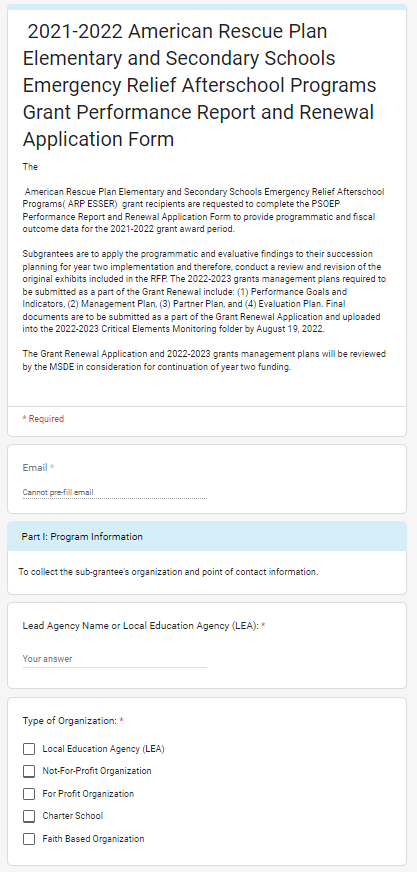 2021-2022 American Rescue Plan
Elementary and Secondary Schools
Emergency Relief Afterschool Programs
Grant Performance Report and Renewal
Application Form
The
American Rescue Plan Elementary and Secondary Schools Emergency Relief Afterschool
Programs( ARP ESSER)  grant recipients are requested to complete the PSOEP
Performance Report and Renewal Application Form to provide programmatic and fiscal
outcome data for the 2021-2022 grant award period.
Subgrantees are to apply the programmatic and evaluative findings to their succession
planning for year two implementation and therefore, conduct a review and revision of the
original exhibits included in the RFP. The 2022-2023 grants management plans required to
be submitted as a part of the Grant Renewal include: (1) Performance Goals and
Indicators, (2) Management Plan, (3) Partner Plan, and (4) Evaluation Plan. Final
documents are to be submitted as a part of the Grant Renewal Application and uploaded
into the 2022-2023 Critical Elements Monitoring folder by August 19, 2022.
The Grant Renewal Application and 2022-2023 grants management plans will be reviewed
by the MSDE in consideration for continuation of year two funding.
* Required
Email *
Cannot pre-fill email
Part I: Program Information
To collect the sub-grantee's organization and point of contact information.
Lead Agency Name or Local Education Agency (LEA): *
Your answer
Type of Organization: *
Local Education Agency (LEA)
Not-For-Profit Organization
For Profit Organization
Charter School
Faith Based Organization